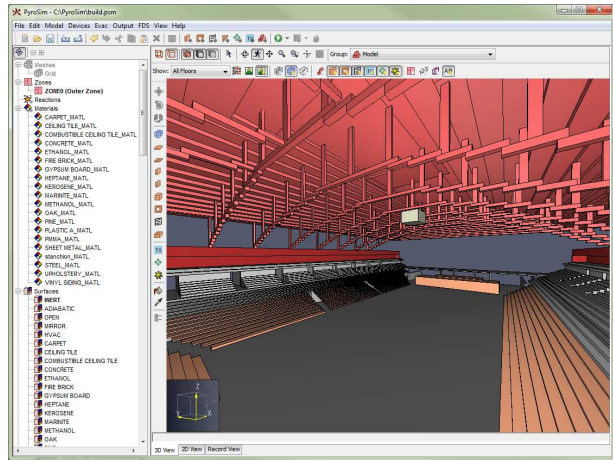 PyroSim - C:\PyroSim\build.psm
File Edit Model Devices Evac Output FDS View Help
Group: Model
Show: All Floors
Meshes
Grid
Zones
ZONE0 (Outer Zone)
Reactions
Materials
CARPET_MATL
CEILING TILE_MATL
COMBUSTIBLE CEILING TILE_MATL
CONCRETE_MATL
ETHANOL_MATL
FIRE BRICK_MATL
GYPSUM BOARD_MATL
HEPTANE_MATL
KEROSENE_MATL
MARINITE_MATL
METHANOL_MATL
OAK_MATL
PINE_MATL
PLASTIC A_MATL
PMMA_MATL
SHEET METAL_MATL
stanchion_MATL
STEEL_MATL
UPHOLSTERY_MATL
VINYL SIDING_MATL
Surfaces
INERT
ADIABATIC
OPEN
MIRROR
HVAC
CARPET
CEILING TILE
COMBUSTIBLE CEILING TILE
CONCRETE
ETHANOL
FIRE BRICK
GYPSUM BOARD
HEPTANE
KEROSENE
MARINITE
METHANOL
OAK
Z
Y
X
3D View 2D View Record View